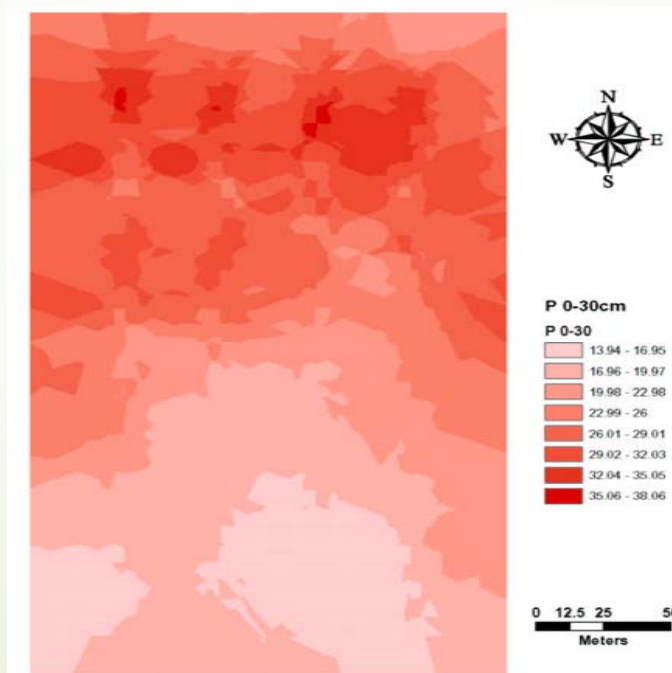 N
W E
S
P 0-30cm
P 0-30
13.94 - 16.95
16.96 - 19.97
19.98 - 22.98
22.99 - 26
26.01 - 29.01
29.02 - 32.03
32.04 - 35.05
35.06 - 38.06
0 12.5 25 50
Meters